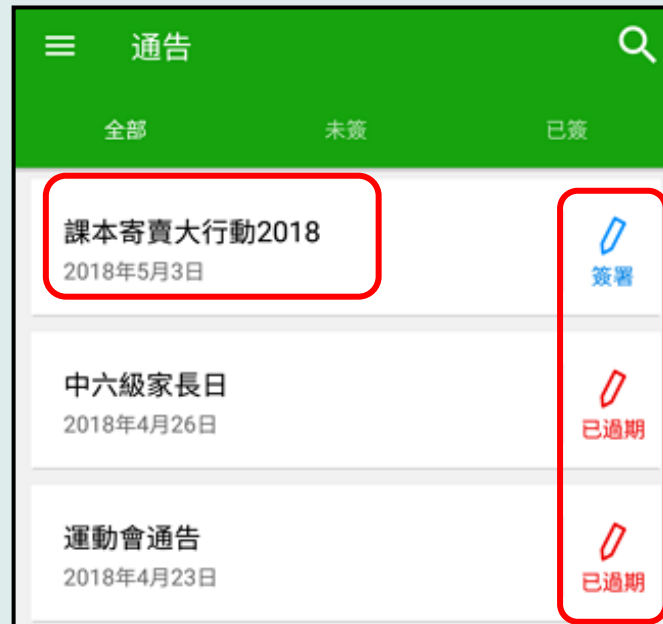 通告
全部 未簽 已簽
課本寄賣大行動2018
2018年5月3日
簽署
中六級家長日
2018年4月26日
已過期
運動會通告
2018年4月23日
已過期